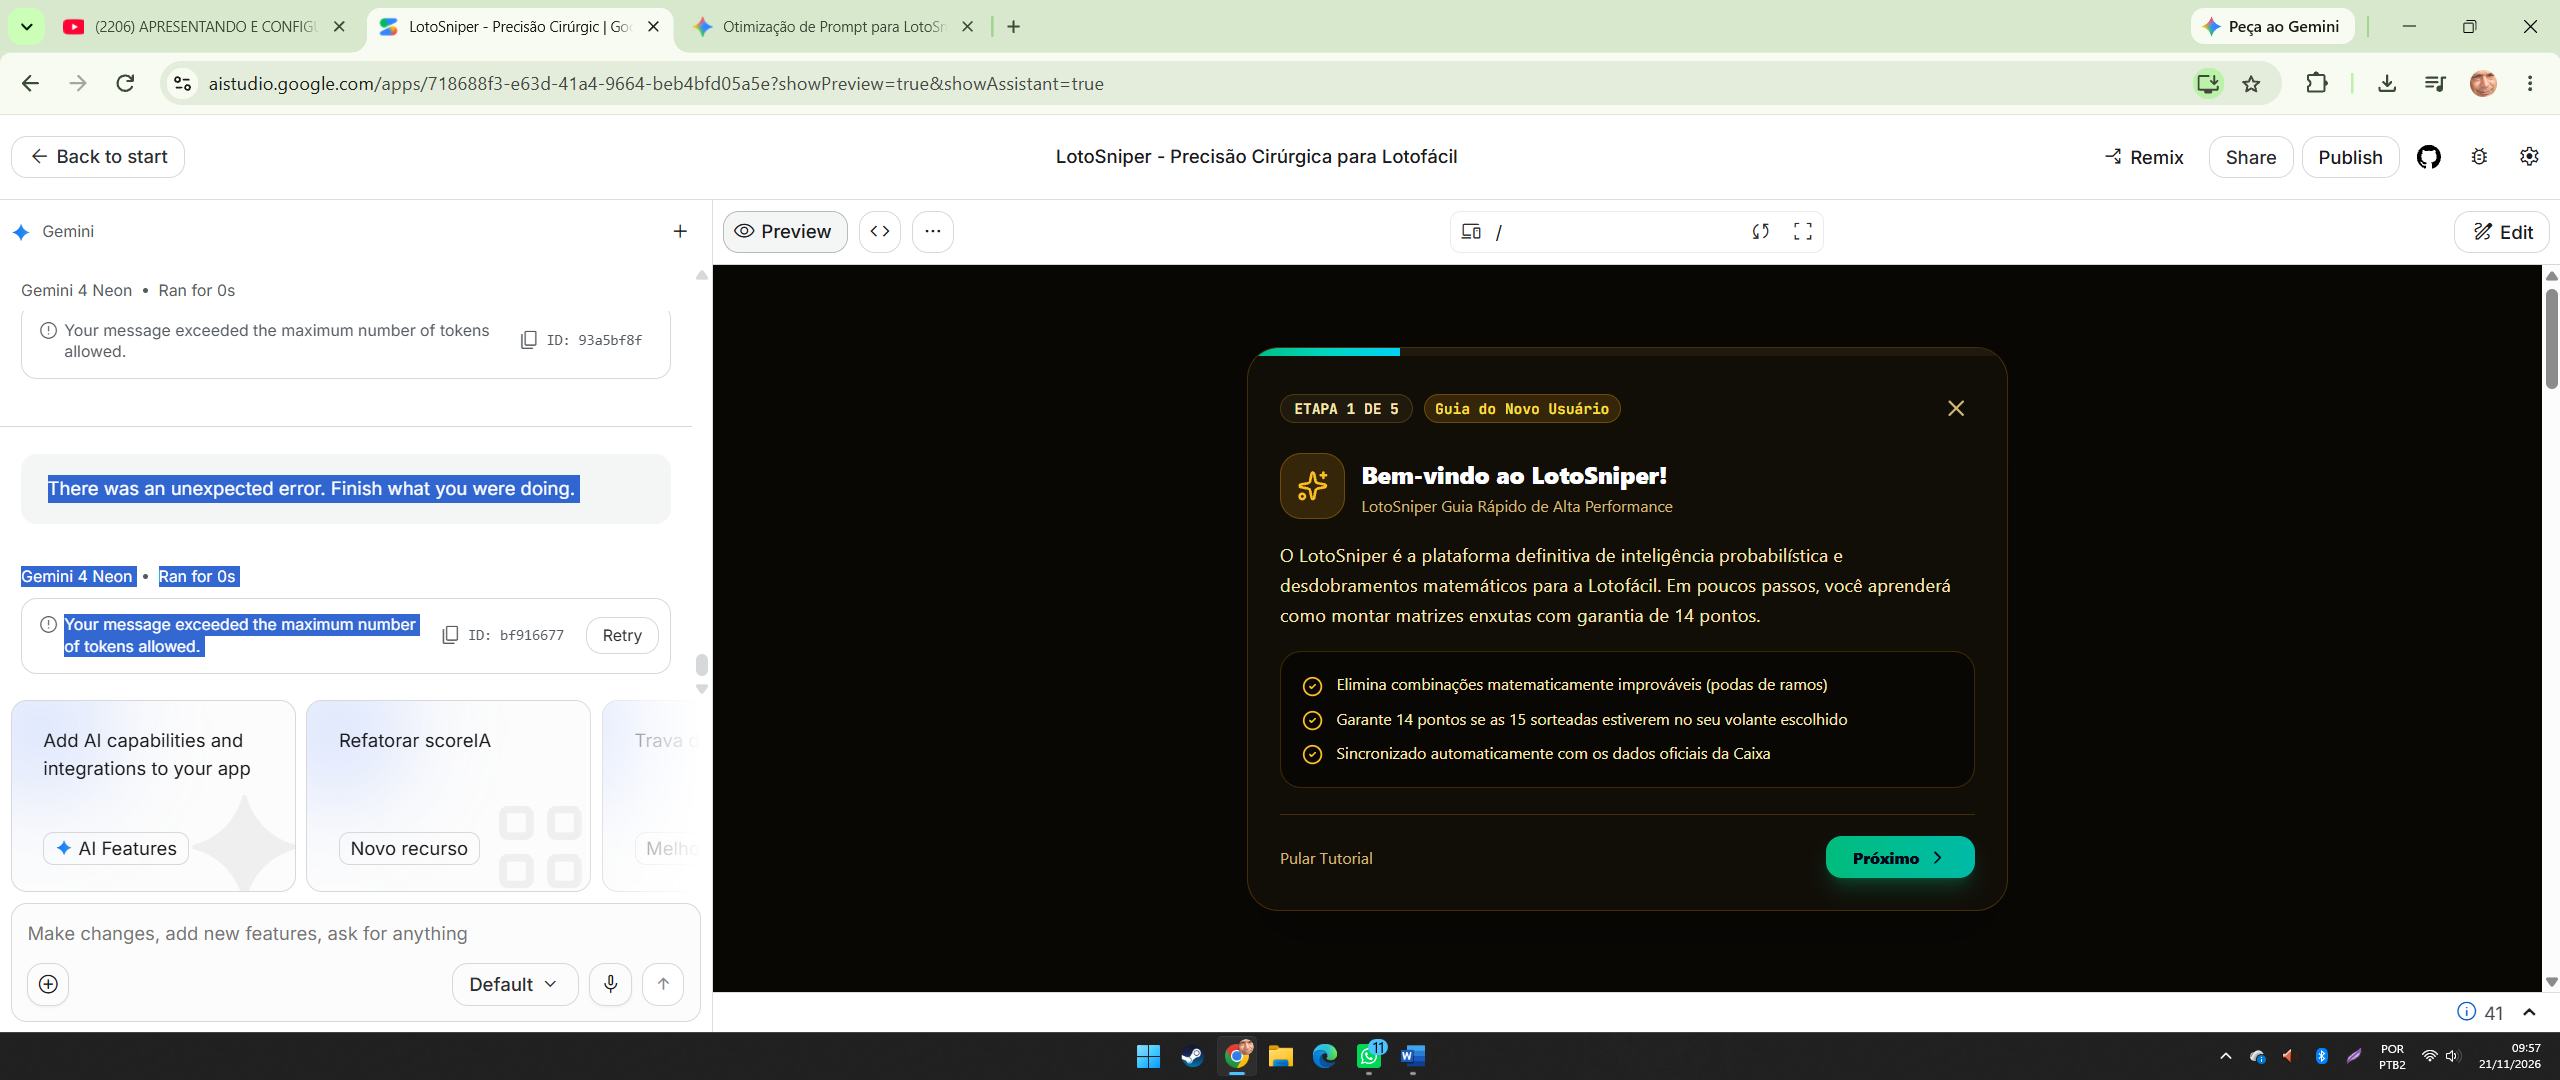 (2206) APRESENTANDO E CONFIGU
LotoSniper - Precisão Cirúrgic | Goo
Otimização de Prompt para LotoSn
Peça ao Gemini
aistudio.google.com/apps/718688f3-e63d-41a4-9664-beb4bfd05a5e?showPreview=true&showAssistant=true
Back to start
LotoSniper - Precisão Cirúrgica para Lotofácil
Remix
Share
Publish
Gemini
Preview
/
Edit
Gemini 4 Neon • Ran for 0s
Your message exceeded the maximum number of tokens
allowed.
ID: 93a5bf8f
There was an unexpected error. Finish what you were doing.
Gemini 4 Neon • Ran for 0s
Your message exceeded the maximum number
of tokens allowed.
ID: bf916677
Retry
Add AI capabilities and
integrations to your app
AI Features
Refatorar scoreIA
Novo recurso
Trava d
Melho
Make changes, add new features, ask for anything
Default
ETAPA 1 DE 5
Guia do Novo Usuário
Bem-vindo ao LotoSniper!
LotoSniper Guia Rápido de Alta Performance
O LotoSniper é a plataforma definitiva de inteligência probabilística e
desdobramentos matemáticos para a Lotofácil. Em poucos passos, você aprenderá
como montar matrizes enxutas com garantia de 14 pontos.
Elimina combinações matematicamente improváveis (podas de ramos)
Garante 14 pontos se as 15 sorteadas estiverem no seu volante escolhido
Sincronizado automaticamente com os dados oficiais da Caixa
Pular Tutorial
Próximo
41
11
POR
PTB2
09:57
21/11/2026